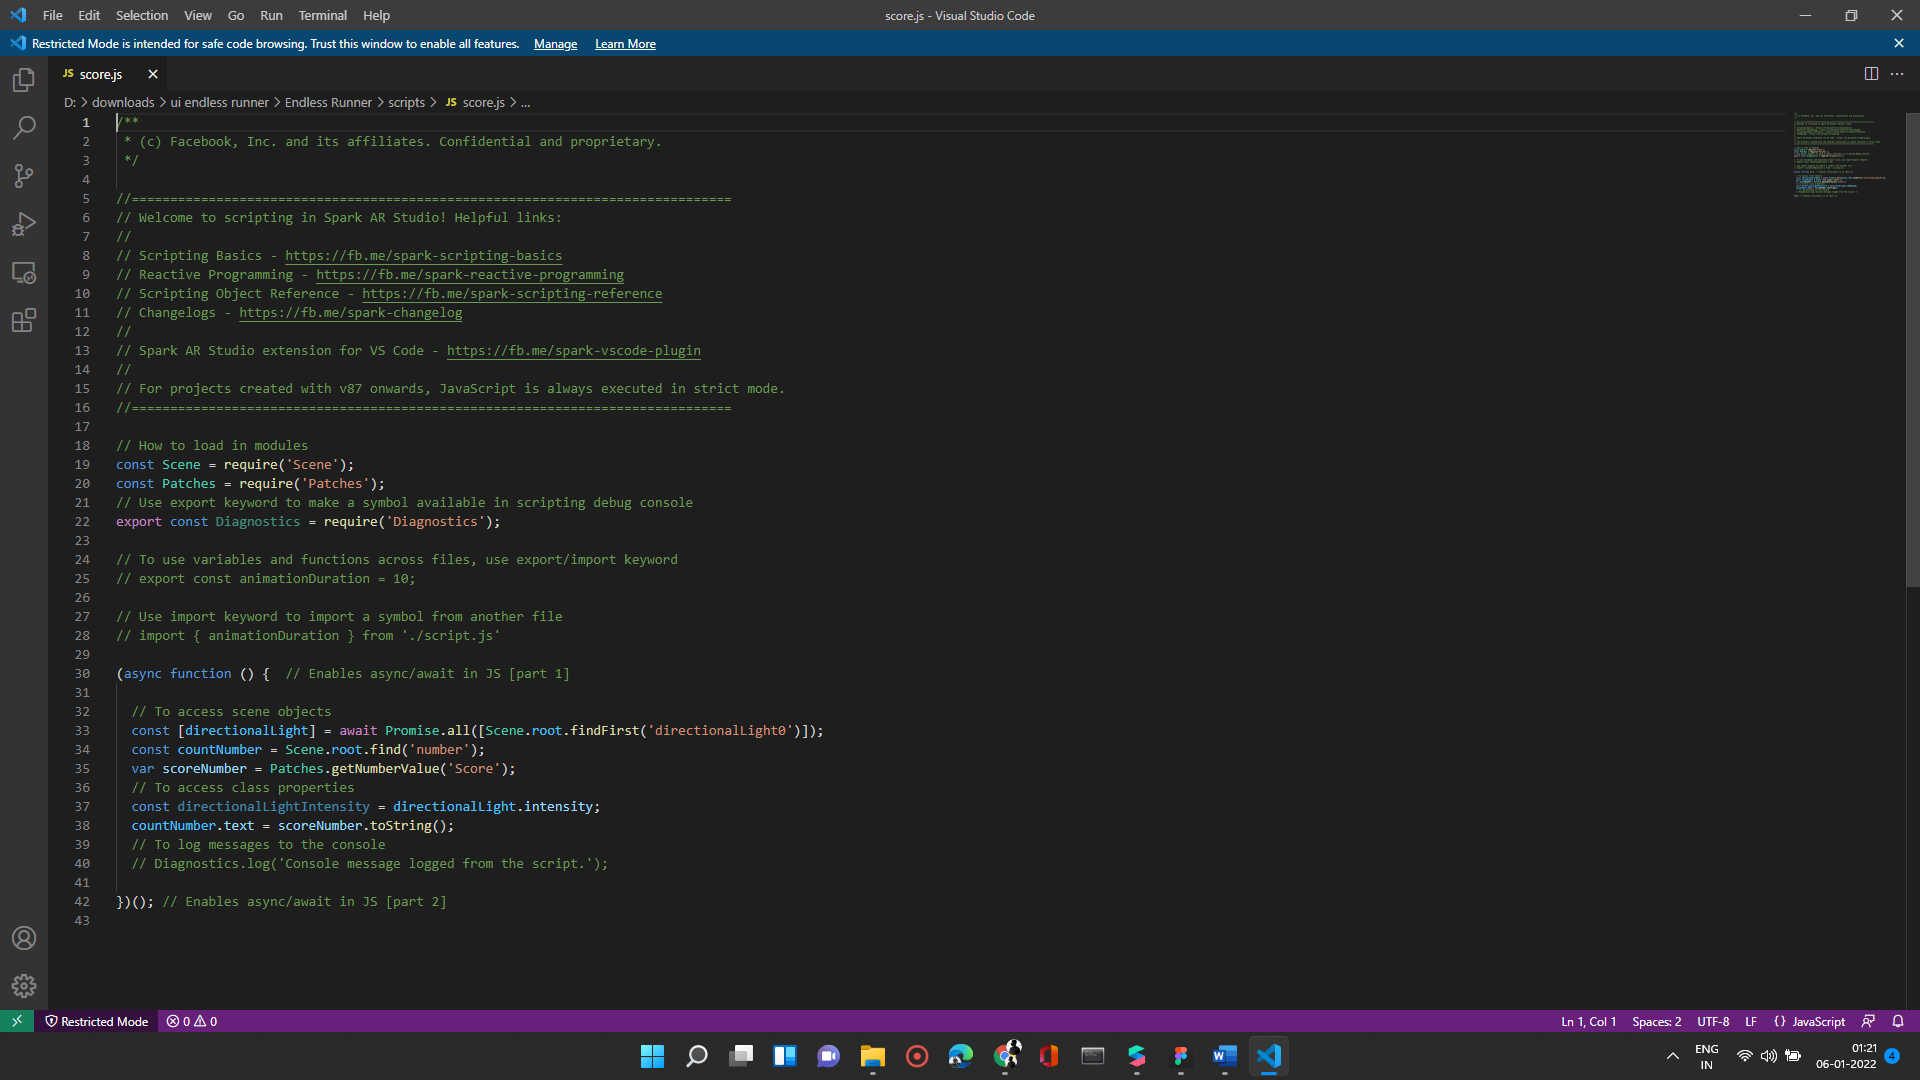 File Edit Selection View Go Run Terminal Help
score.js - Visual Studio Code
Restricted Mode is intended for safe code browsing. Trust this window to enable all features. Manage Learn More
JS score.js
D: > downloads > ui endless runner > Endless Runner > scripts > JS score.js > ...
1 /**
2 * (c) Facebook, Inc. and its affiliates. Confidential and proprietary.
3 */
4
5 //==============================================================================
6 // Welcome to scripting in Spark AR Studio! Helpful links:
7 //
8 // Scripting Basics - https://fb.me/spark-scripting-basics
9 // Reactive Programming - https://fb.me/spark-reactive-programming
10 // Scripting Object Reference - https://fb.me/spark-scripting-reference
11 // Changelogs - https://fb.me/spark-changelog
12 //
13 // Spark AR Studio extension for VS Code - https://fb.me/spark-vscode-plugin
14 //
15 // For projects created with v87 onwards, JavaScript is always executed in strict mode.
16 //==============================================================================
17
18 // How to load in modules
19 const Scene = require('Scene');
20 const Patches = require('Patches');
21 // Use export keyword to make a symbol available in scripting debug console
22 export const Diagnostics = require('Diagnostics');
23
24 // To use variables and functions across files, use export/import keyword
25 // export const animationDuration = 10;
26
27 // Use import keyword to import a symbol from another file
28 // import { animationDuration } from './script.js'
29
30 (async function () {  // Enables async/await in JS [part 1]
31
32 // To access scene objects
33 const [directionalLight] = await Promise.all([Scene.root.findFirst('directionalLight0')]);
34 const countNumber = Scene.root.find('number');
35 var scoreNumber = Patches.getNumberValue('Score');
36 // To access class properties
37 const directionalLightIntensity = directionalLight.intensity;
38 countNumber.text = scoreNumber.toString();
39 // To log messages to the console
40 // Diagnostics.log('Console message logged from the script.');
41
42 })(); // Enables async/await in JS [part 2]
43
Restricted Mode 0 0 Ln 1, Col 1 Spaces: 2 UTF-8 LF {} JavaScript
ENG
IN
01:21
06-01-2022
4